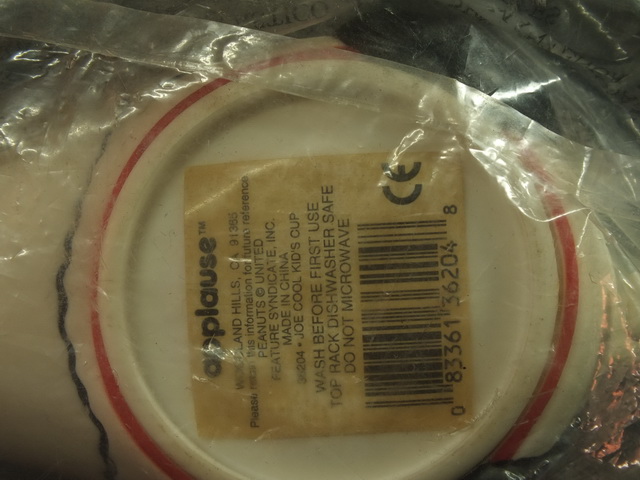 applause™
WOODLAND HILLS, CA 91365
Please retain this information for future reference
PEANUTS © UNITED
FEATURE SYNDICATE, INC.
MADE IN CHINA
36204 • JOE COOL KID'S CUP
WASH BEFORE FIRST USE
TOP RACK DISHWASHER SAFE
DO NOT MICROWAVE
CE
0 83361 36204 8